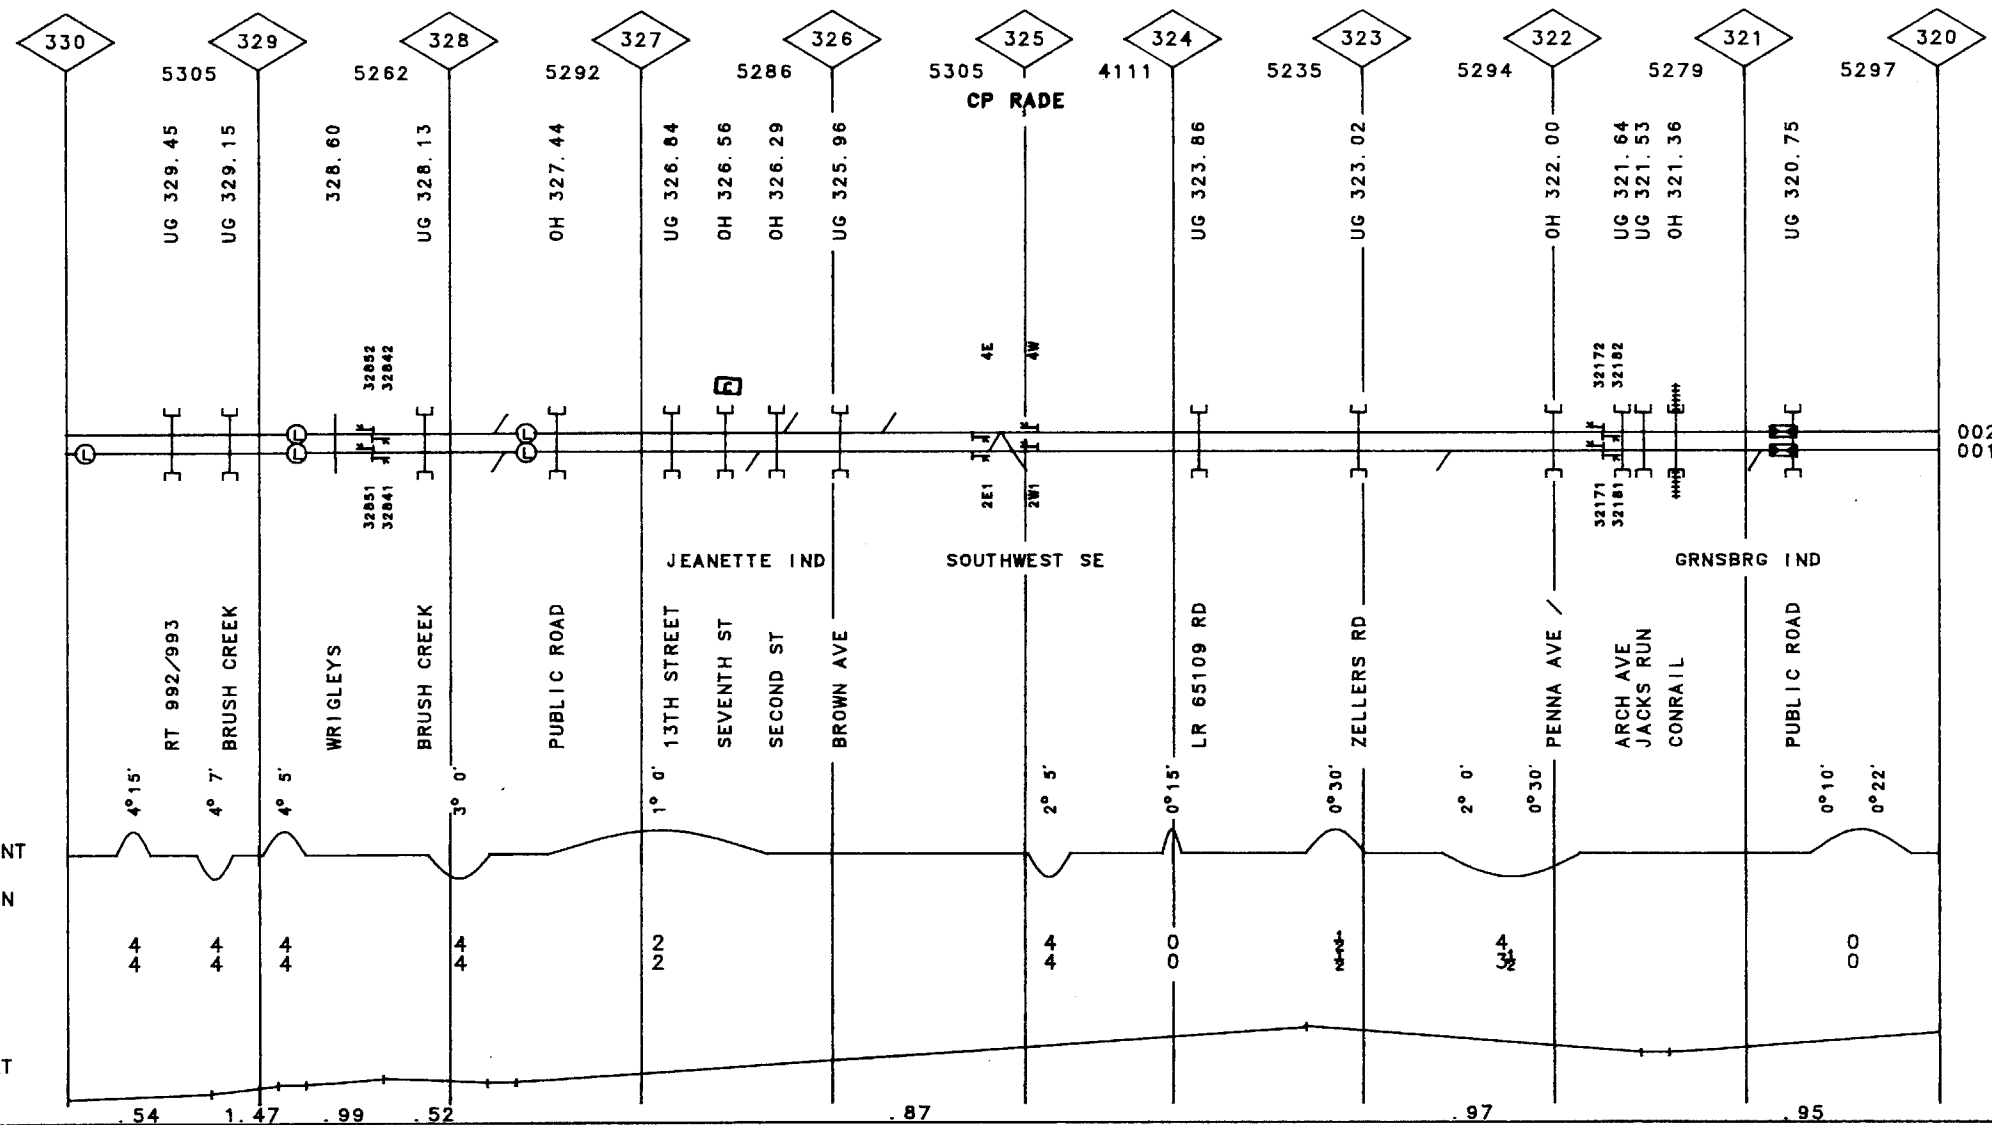 330 329 328 327 326 325 324 323 322 321 320
5305 5262 5292 5286 5305 4111 5235 5294 5279 5297
CP RADE
UG 329.45
UG 329.15
328.60
UG 328.13
OH 327.44
UG 326.84
OH 326.56
OH 326.29
UG 325.96
UG 323.86
UG 323.02
OH 322.00
UG 321.64
UG 321.53
OH 321.36
UG 320.75
32852
32842
4E
4W
32172
32182
C
L L L L L
002
001
32851
32841
2E1
2W1
32171
32181
JEANETTE IND SOUTHWEST SE GRNSBRG IND
RT 992/993
BRUSH CREEK
WRIGLEYS
BRUSH CREEK
PUBLIC ROAD
13TH STREET
SEVENTH ST
SECOND ST
BROWN AVE
LR 65109 RD
ZELLERS RD
PENNA AVE /
ARCH AVE
JACKS RUN
CONRAIL
PUBLIC ROAD
4°15'
4° 7'
4° 5'
3° 0'
1° 0'
2° 5'
0°15'
0°30'
2° 0'
0°30'
0°10'
0°22'
NT
N
4 4 4 4 2 4 0 4 0
4 4 4 4 2 4 0 3½ 0
T
.54 1.47 .99 .52 .87 .97 .95